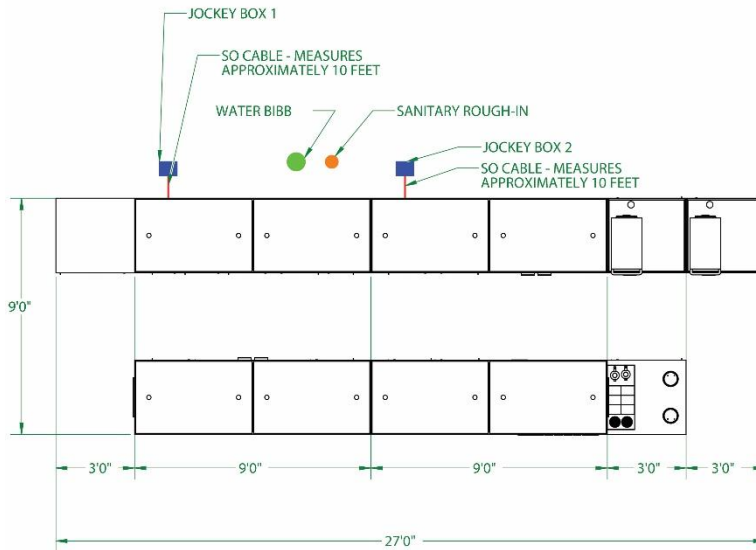 JOCKEY BOX 1
SO CABLE - MEASURES
APPROXIMATELY 10 FEET
WATER BIBB
SANITARY ROUGH-IN
JOCKEY BOX 2
SO CABLE - MEASURES
APPROXIMATELY 10 FEET
9'0"
3'0"
9'0"
9'0"
3'0"
3'0"
27'0"